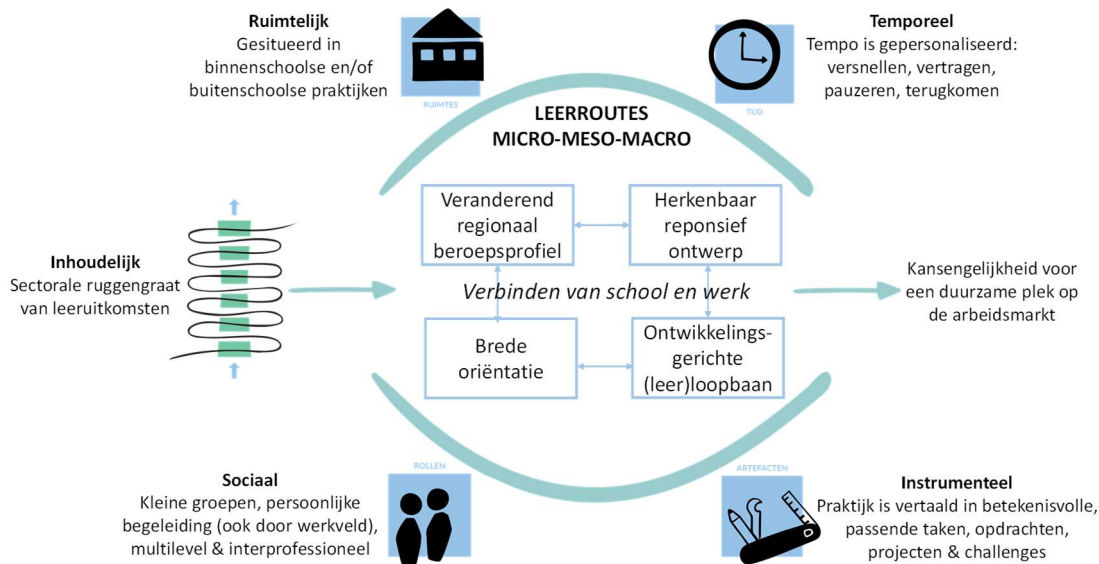 Ruimtelijk
Gesitueerd in
binnenschoolse en/of
buitenschoolse praktijken
RUIMTES
Temporeel
Tempo is gepersonaliseerd:
versnellen, vertragen,
pauzeren, terugkomen
TIJD
LEERROUTES
MICRO-MESO-MACRO
Inhoudelijk
Sectorale ruggengraat
van leeruitkomsten
Veranderend
regionaal
beroepsprofiel
Herkenbaar
reponsief
ontwerp
Verbinden van school en werk
Brede
oriëntatie
Ontwikkelings-
gerichte
(leer)loopbaan
Kansengelijkheid voor
een duurzame plek op
de arbeidsmarkt
ROLLEN
Sociaal
Kleine groepen, persoonlijke
begeleiding (ook door werkveld),
multilevel & interprofessioneel
ARTEFACTEN
Instrumenteel
Praktijk is vertaald in betekenisvolle,
passende taken, opdrachten,
projecten & challenges